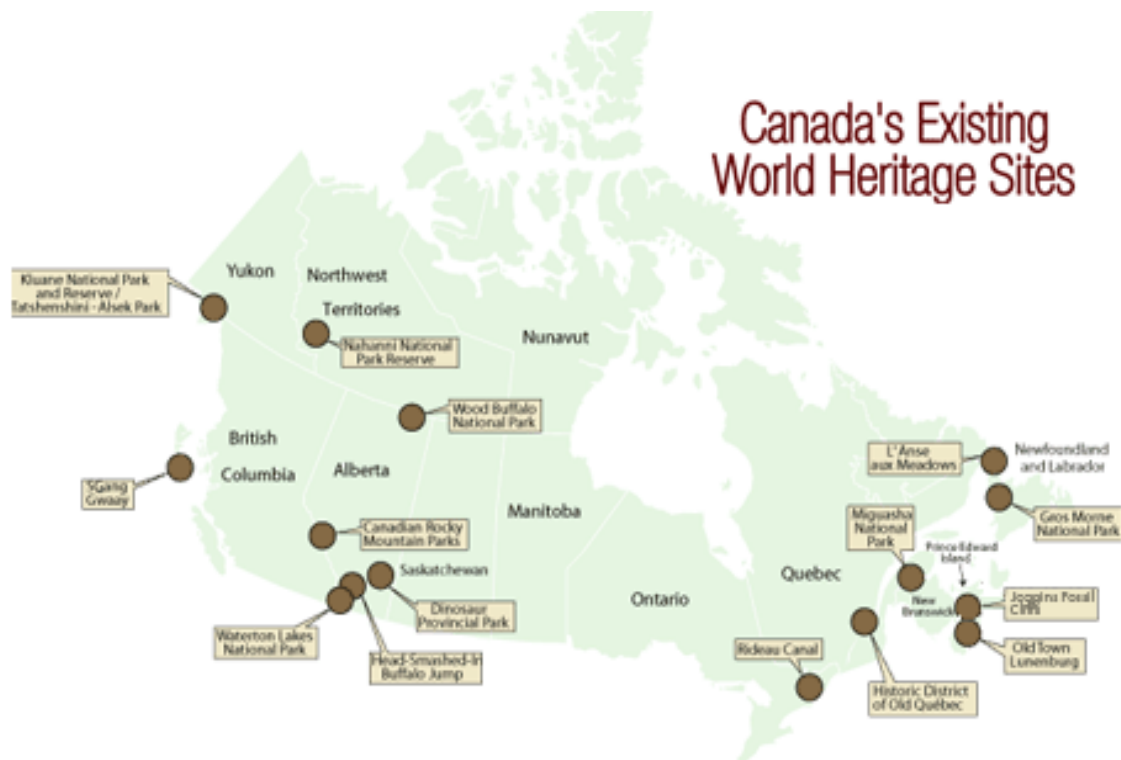 Canada's Existing
World Heritage Sites
Kluane National Park
and Reserve /
Tatshenshini - Alsek Park
Yukon
Northwest
Territories
Nahanni National
Park Reserve
Nunavut
Wood Buffalo
National Park
British
Columbia
Alberta
SGang
Gwaay
Canadian Rocky
Mountain Parks
Manitoba
Saskatchewan
Dinosaur
Provincial Park
Waterton Lakes
National Park
Head-Smashed-In
Buffalo Jump
Ontario
Quebec
L'Anse
aux Meadows
Newfoundland
and Labrador
Gros Morne
National Park
Miguasha
National
Park
Prince Edward
Island
New
Brunswick
Joggins Fossil
Cliffs
Old Town
Lunenburg
Rideau Canal
Historic District
of Old Québec